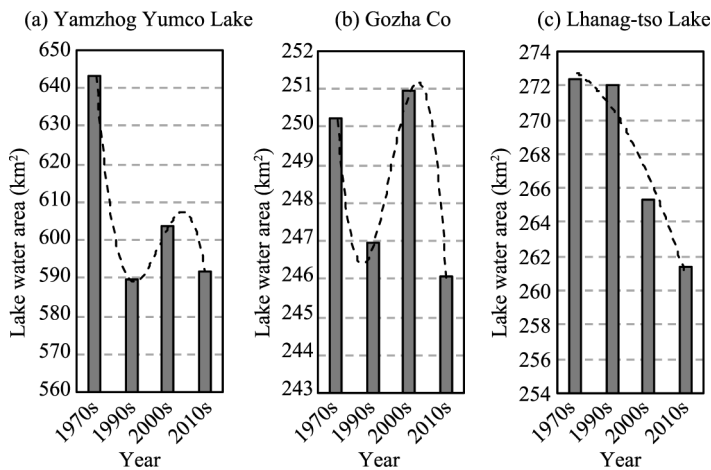 (a) Yamzhog Yumco Lake
Lake water area (km²)
650
640
630
620
610
600
590
580
570
560
1970s
1990s
2000s
2010s
Year
(b) Gozha Co
Lake water area (km²)
252
251
250
249
248
247
246
245
244
243
1970s
1990s
2000s
2010s
Year
(c) Lhanag-tso Lake
Lake water area (km²)
274
272
270
268
266
264
262
260
258
256
254
1970s
1990s
2000s
2010s
Year